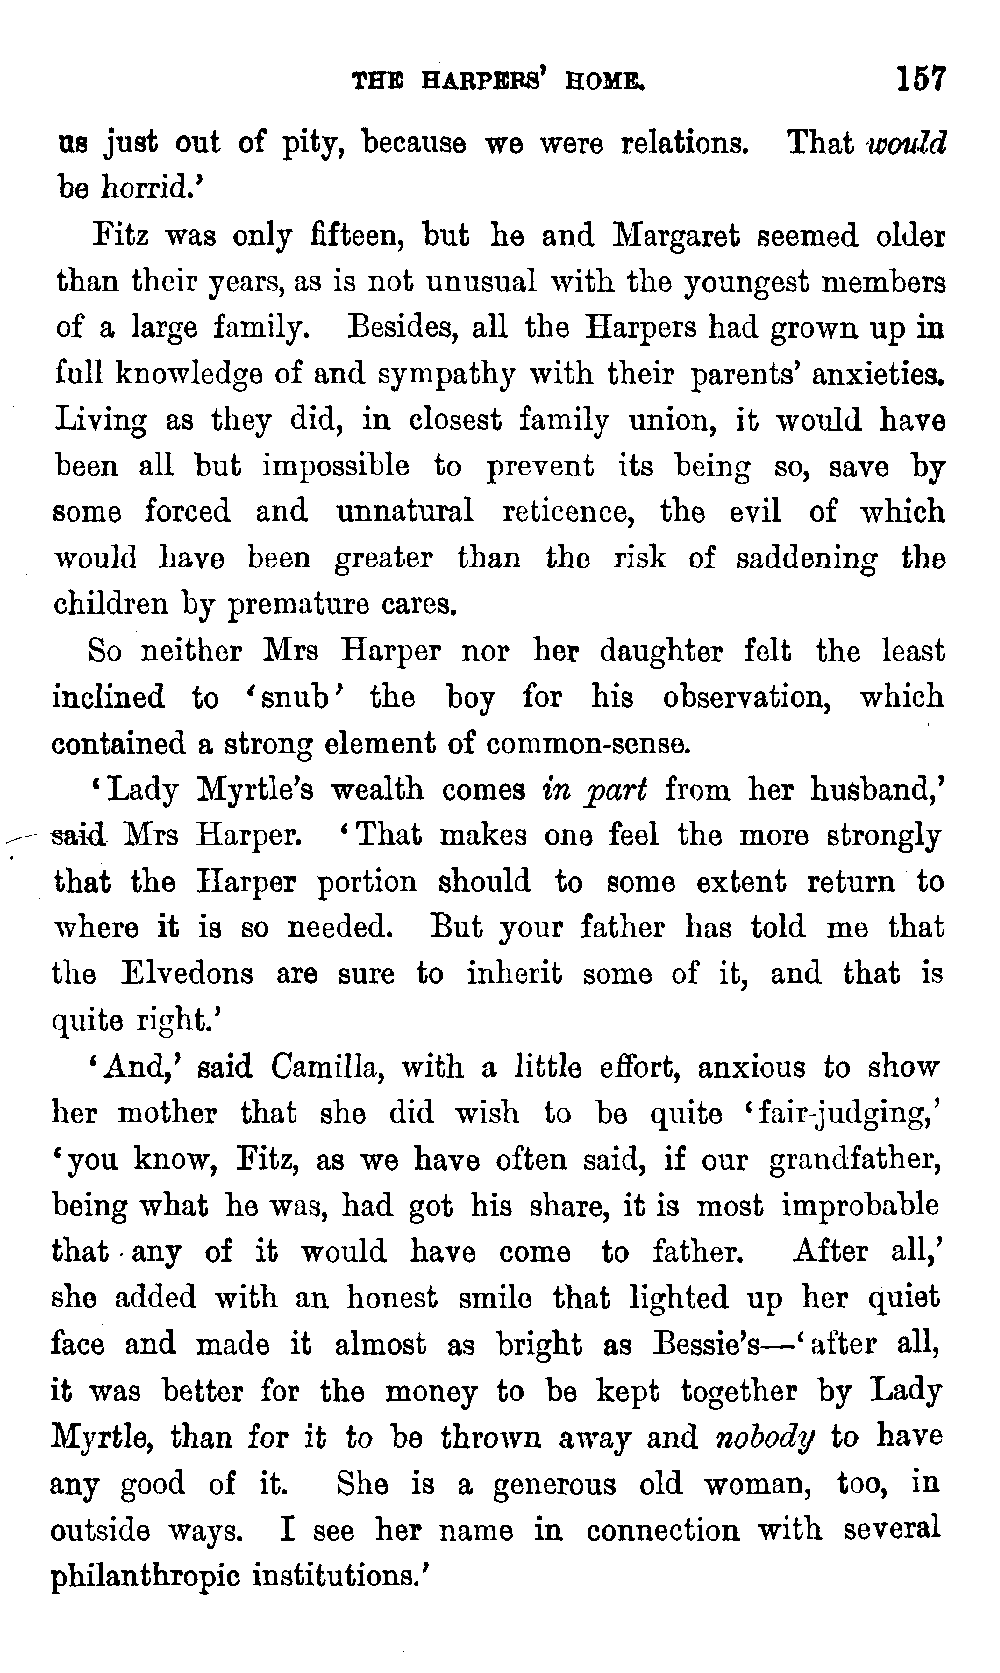 THE HARPERS' HOME. 157
us just out of pity, because we were relations. That would
be horrid.'
Fitz was only fifteen, but he and Margaret seemed older
than their years, as is not unusual with the youngest members
of a large family. Besides, all the Harpers had grown up in
full knowledge of and sympathy with their parents' anxieties.
Living as they did, in closest family union, it would have
been all but impossible to prevent its being so, save by
some forced and unnatural reticence, the evil of which
would have been greater than the risk of saddening the
children by premature cares.
So neither Mrs Harper nor her daughter felt the least
inclined to 'snub' the boy for his observation, which
contained a strong element of common-sense.
'Lady Myrtle's wealth comes in part from her husband,'
said Mrs Harper. 'That makes one feel the more strongly
that the Harper portion should to some extent return to
where it is so needed. But your father has told me that
the Elvedons are sure to inherit some of it, and that is
quite right.'
'And,' said Camilla, with a little effort, anxious to show
her mother that she did wish to be quite 'fair-judging,'
'you know, Fitz, as we have often said, if our grandfather,
being what he was, had got his share, it is most improbable
that any of it would have come to father. After all,'
she added with an honest smile that lighted up her quiet
face and made it almost as bright as Bessie's—'after all,
it was better for the money to be kept together by Lady
Myrtle, than for it to be thrown away and nobody to have
any good of it. She is a generous old woman, too, in
outside ways. I see her name in connection with several
philanthropic institutions.'